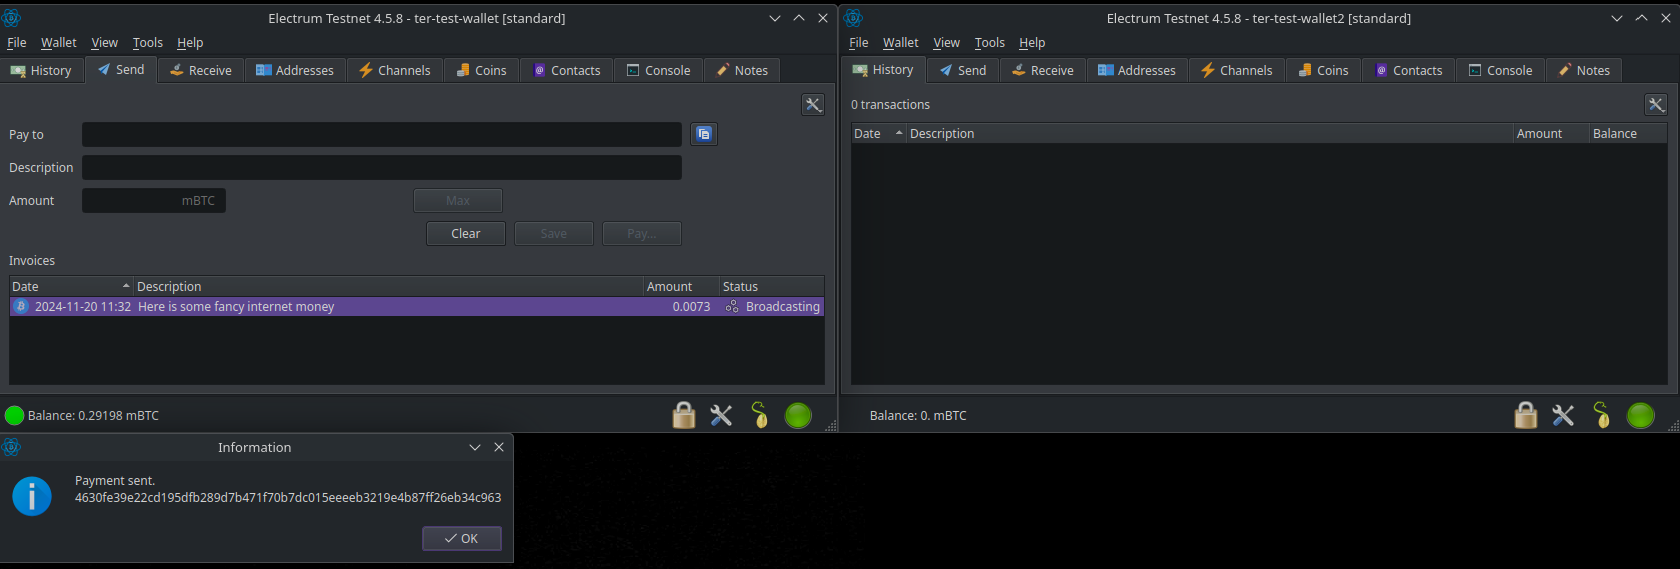 Electrum Testnet 4.5.8 - ter-test-wallet [standard]
File Wallet View Tools Help
History Send Receive Addresses Channels Coins Contacts Console Notes
Pay to
Description
Amount mBTC Max
Clear Save Pay...
Invoices
Date Description Amount Status
2024-11-20 11:32 Here is some fancy internet money 0.0073 Broadcasting
Balance: 0.29198 mBTC
Electrum Testnet 4.5.8 - ter-test-wallet2 [standard]
File Wallet View Tools Help
History Send Receive Addresses Channels Coins Contacts Console Notes
0 transactions
Date Description Amount Balance
Balance: 0. mBTC
Information
Payment sent.
4630fe39e22cd195dfb289d7b471f70b7dc015eeeeb3219e4b87ff26eb34c963
OK